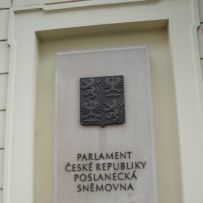 PARLAMENT
ČESKÉ REPUBLIKY
POSLANECKÁ
SNĚMOVNA